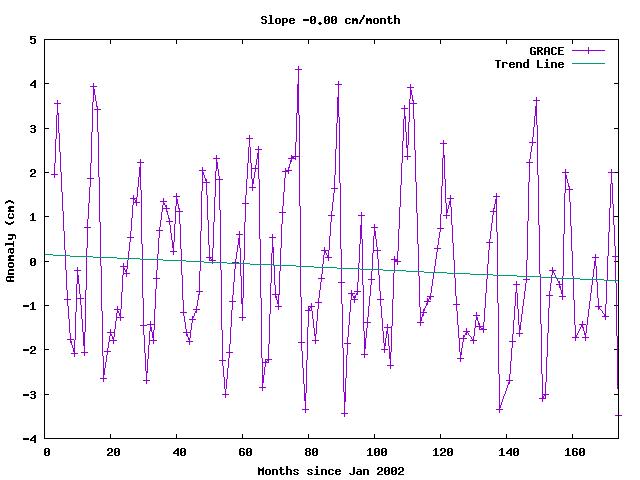 Slope -0.00 cm/month
GRACE
Trend Line
5
4
3
2
1
0
-1
-2
-3
-4
Anomaly (cm)
0 20 40 60 80 100 120 140 160
Months since Jan 2002